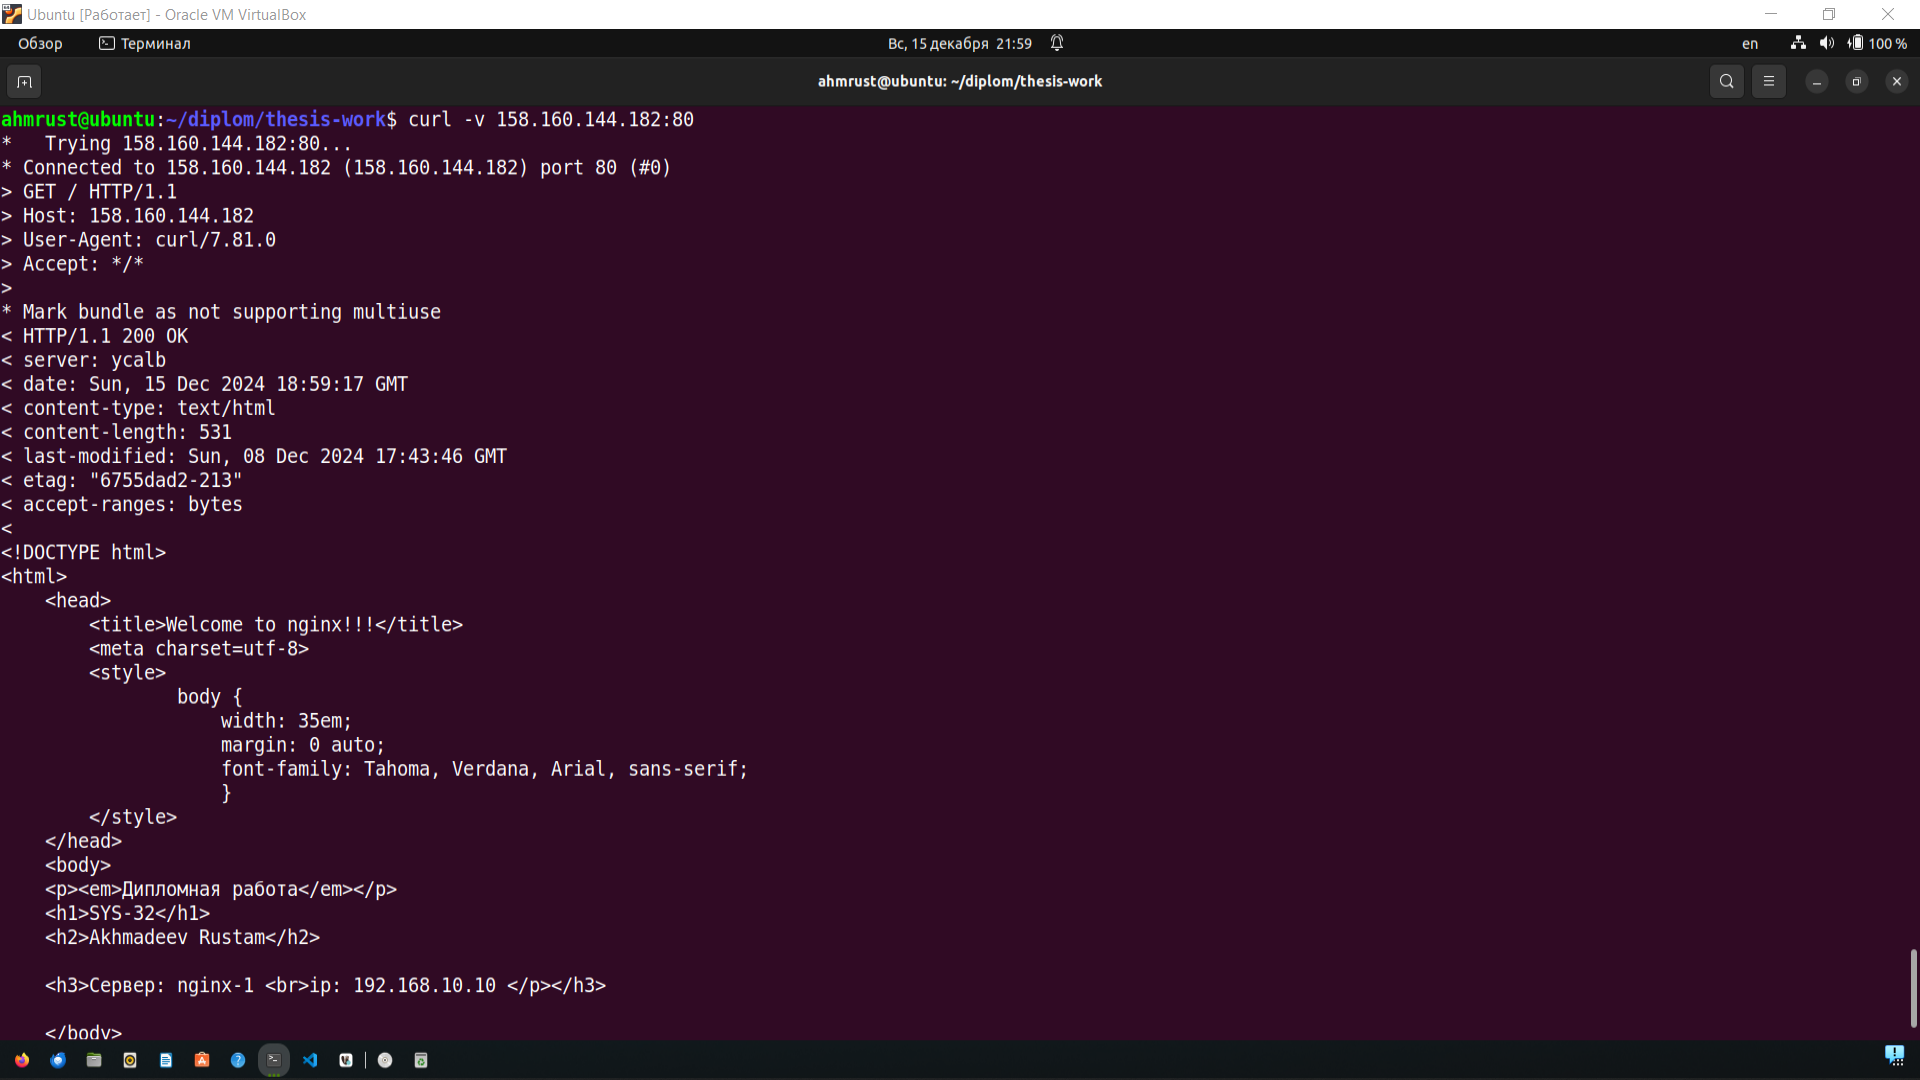 Ubuntu [Работает] - Oracle VM VirtualBox
Обзор Терминал Вс, 15 декабря 21:59 en 100 %
ahmrust@ubuntu: ~/diplom/thesis-work
ahmrust@ubuntu:~/diplom/thesis-work$ curl -v 158.160.144.182:80
*   Trying 158.160.144.182:80...
* Connected to 158.160.144.182 (158.160.144.182) port 80 (#0)
> GET / HTTP/1.1
> Host: 158.160.144.182
> User-Agent: curl/7.81.0
> Accept: */*
>
* Mark bundle as not supporting multiuse
< HTTP/1.1 200 OK
< server: ycalb
< date: Sun, 15 Dec 2024 18:59:17 GMT
< content-type: text/html
< content-length: 531
< last-modified: Sun, 08 Dec 2024 17:43:46 GMT
< etag: "6755dad2-213"
< accept-ranges: bytes
<
<!DOCTYPE html>
<html>
    <head>
        <title>Welcome to nginx!!!</title>
        <meta charset=utf-8>
        <style>
                body {
                    width: 35em;
                    margin: 0 auto;
                    font-family: Tahoma, Verdana, Arial, sans-serif;
                    }
        </style>
    </head>
    <body>
    <p><em>Дипломная работа</em></p>
    <h1>SYS-32</h1>
    <h2>Akhmadeev Rustam</h2>
    <h3>Сервер: nginx-1 <br>ip: 192.168.10.10 </p></h3>
    </body>